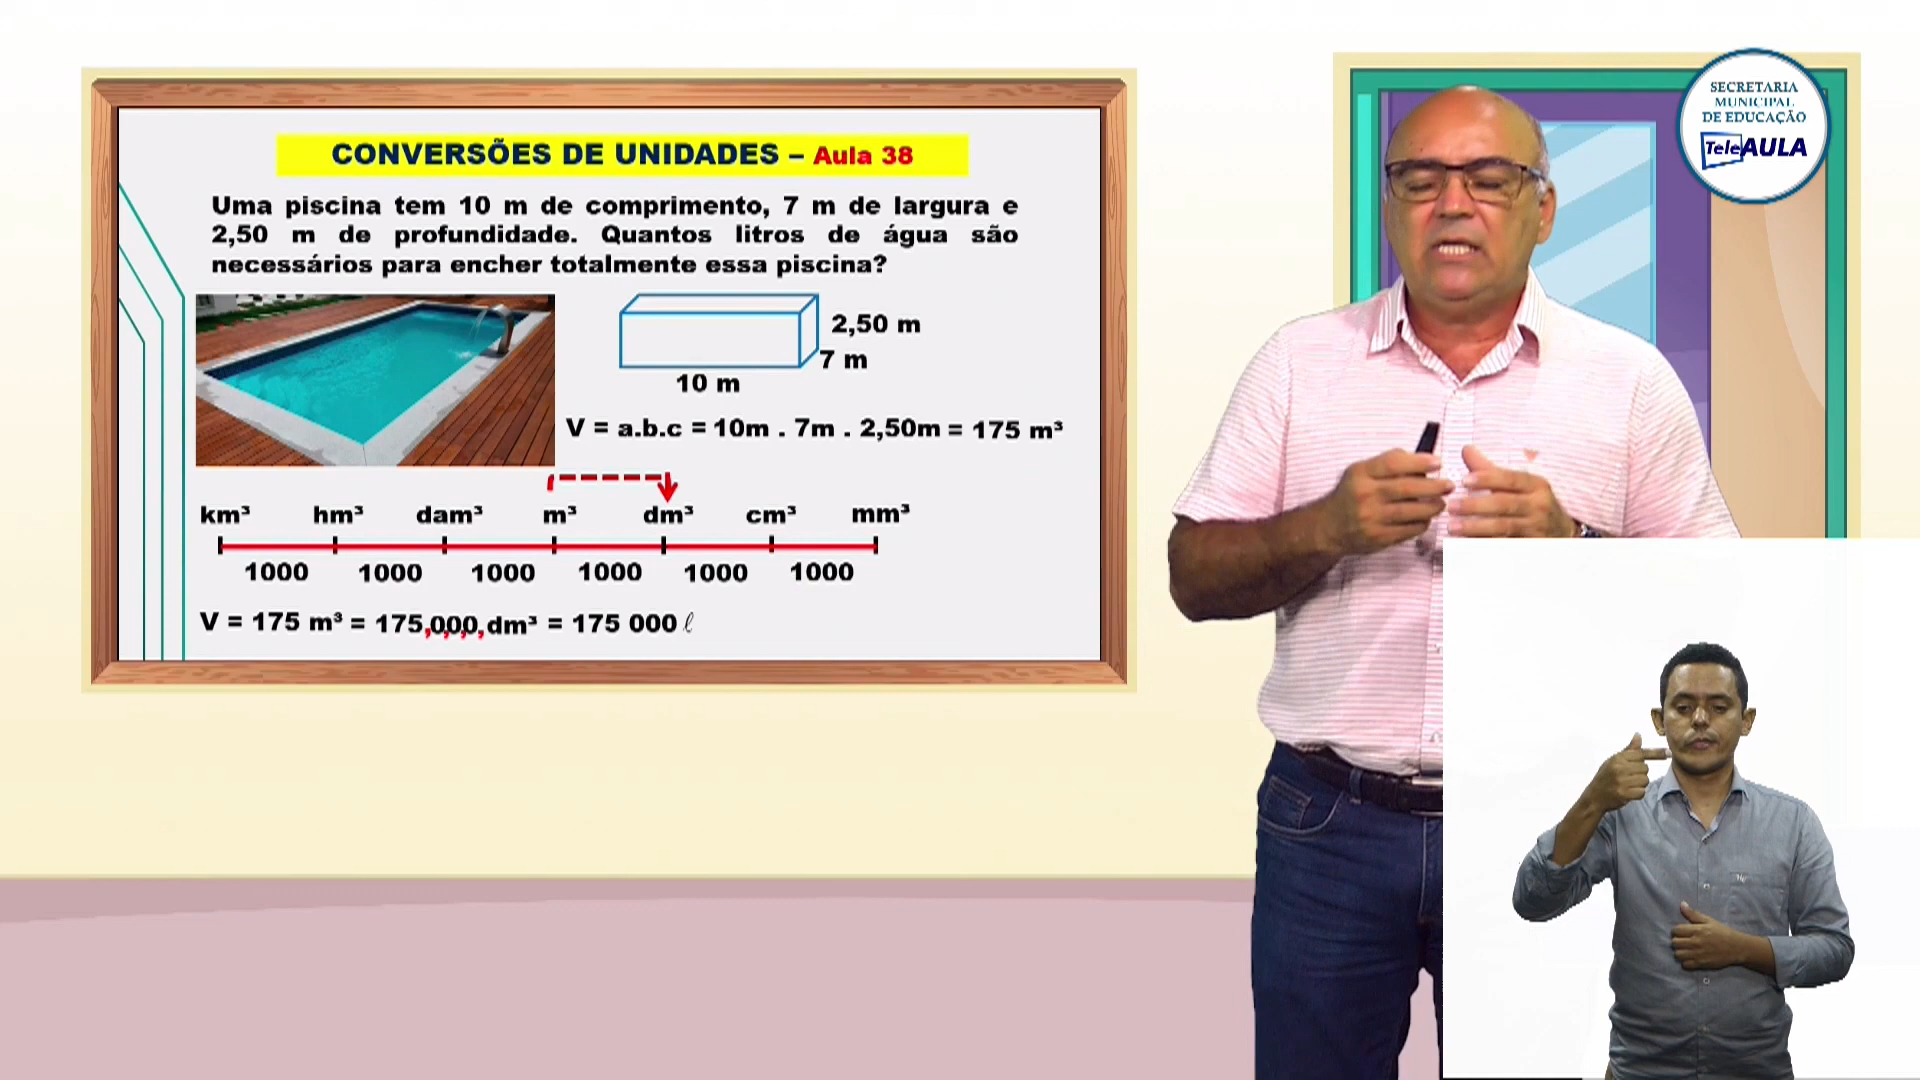 CONVERSÕES DE UNIDADES – Aula 38
Uma piscina tem 10 m de comprimento, 7 m de largura e
2,50 m de profundidade. Quantos litros de água são
necessários para encher totalmente essa piscina?
2,50 m
7 m
10 m
V = a.b.c = 10m . 7m . 2,50m = 175 m³
km³ hm³ dam³ m³ dm³ cm³ mm³
1000 1000 1000 1000 1000 1000
V = 175 m³ = 175,0,0,0, dm³ = 175 000 ℓ
SECRETARIA
MUNICIPAL
DE EDUCAÇÃO
TeleAULA